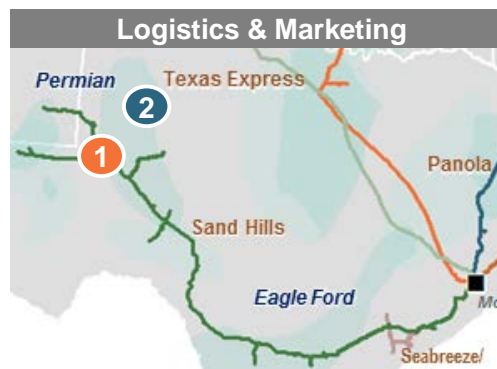 Logistics & Marketing
Permian
Texas Express
2
1
Panola
Sand Hills
Eagle Ford
Seabreeze/